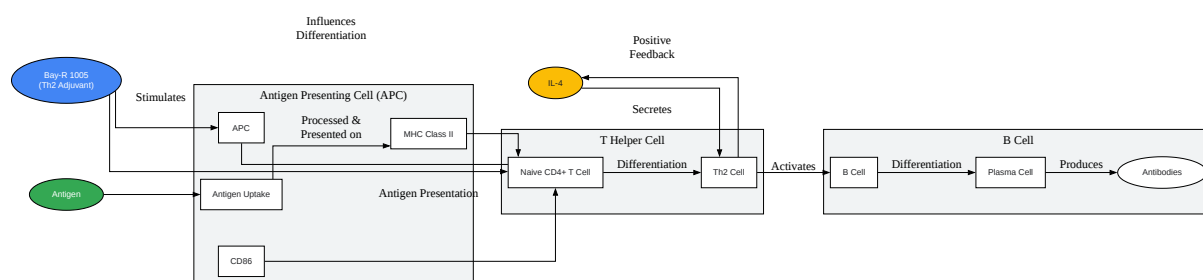 Influences
Differentiation
Positive
Feedback
Bay-R 1005
(Th2 Adjuvant)
IL-4
Stimulates
Antigen Presenting Cell (APC)
Secretes
Processed &
Presented on
APC
MHC Class II
T Helper Cell
B Cell
Naive CD4+ T Cell
Differentiation
Th2 Cell
Activates
B Cell
Differentiation
Plasma Cell
Produces
Antibodies
Antigen
Antigen Uptake
Antigen Presentation
CD86